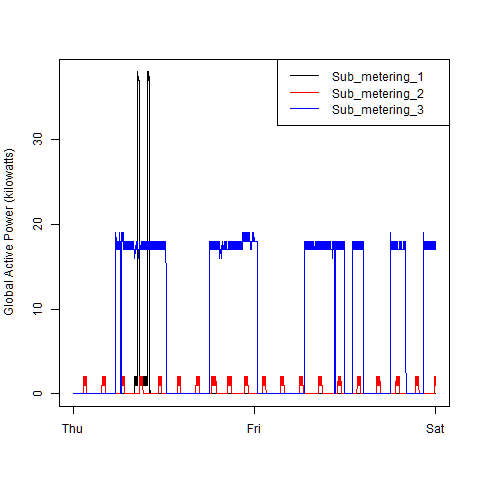 Sub_metering_1
Sub_metering_2
Sub_metering_3
Global Active Power (kilowatts)
30
20
10
0
Thu Fri Sat